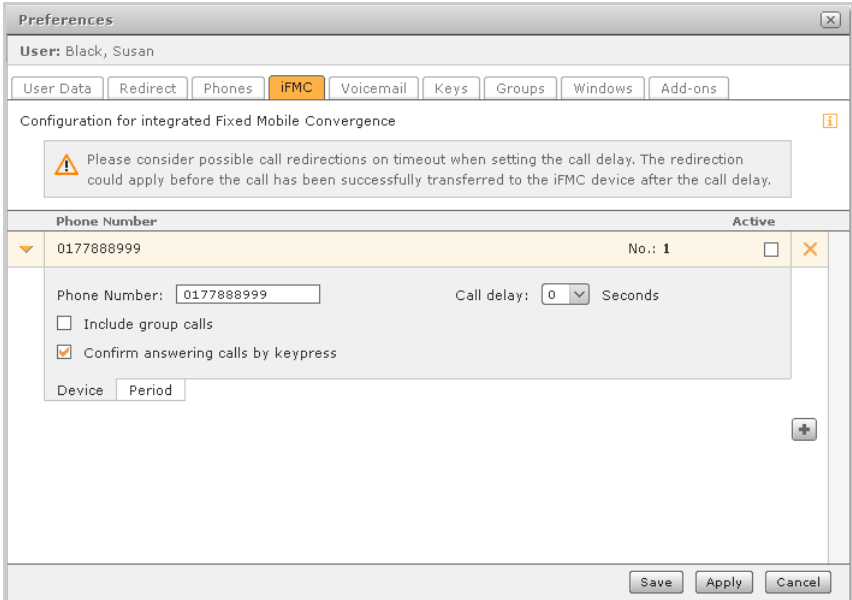 Preferences
User: Black, Susan
User Data Redirect Phones iFMC Voicemail Keys Groups Windows Add-ons
Configuration for integrated Fixed Mobile Convergence
Please consider possible call redirections on timeout when setting the call delay. The redirection
could apply before the call has been successfully transferred to the iFMC device after the call delay.
Phone Number Active
0177888999 No.: 1
Phone Number: 0177888999 Call delay: 0 Seconds
Include group calls
Confirm answering calls by keypress
Device Period
Save Apply Cancel